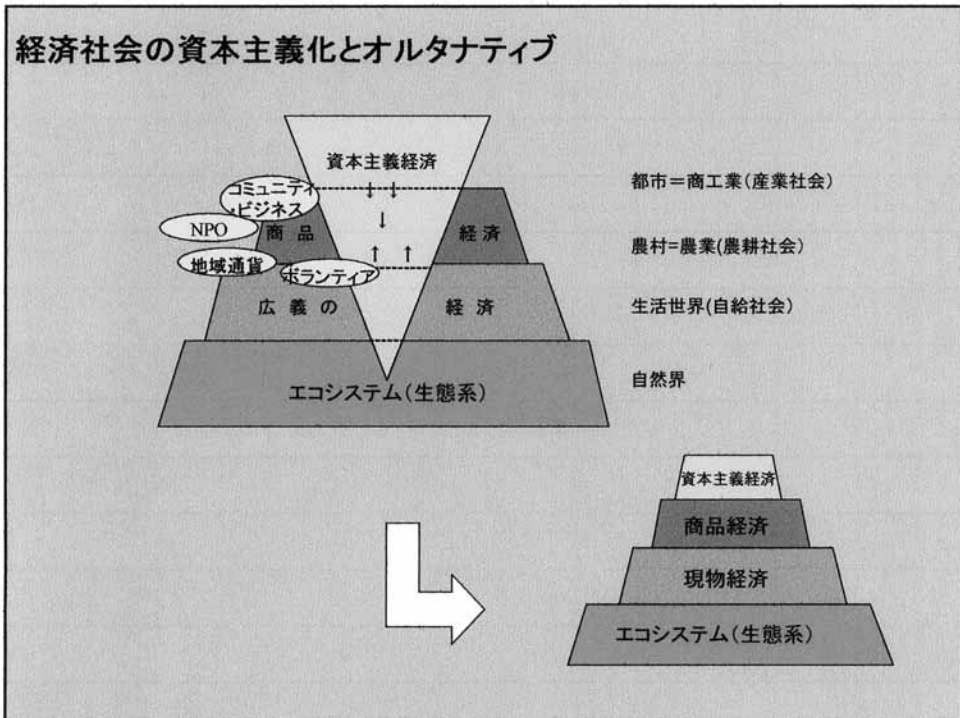 経済社会の資本主義化とオルタナティブ
資本主義経済
↓ ↓
↓
↑ ↑
コミュニティ
・ビジネス
NPO
商品 経済
地域通貨
ボランティア
広義の 経済
エコシステム(生態系)
都市=商工業(産業社会)
農村=農業(農耕社会)
生活世界(自給社会)
自然界
資本主義経済
商品経済
現物経済
エコシステム(生態系)